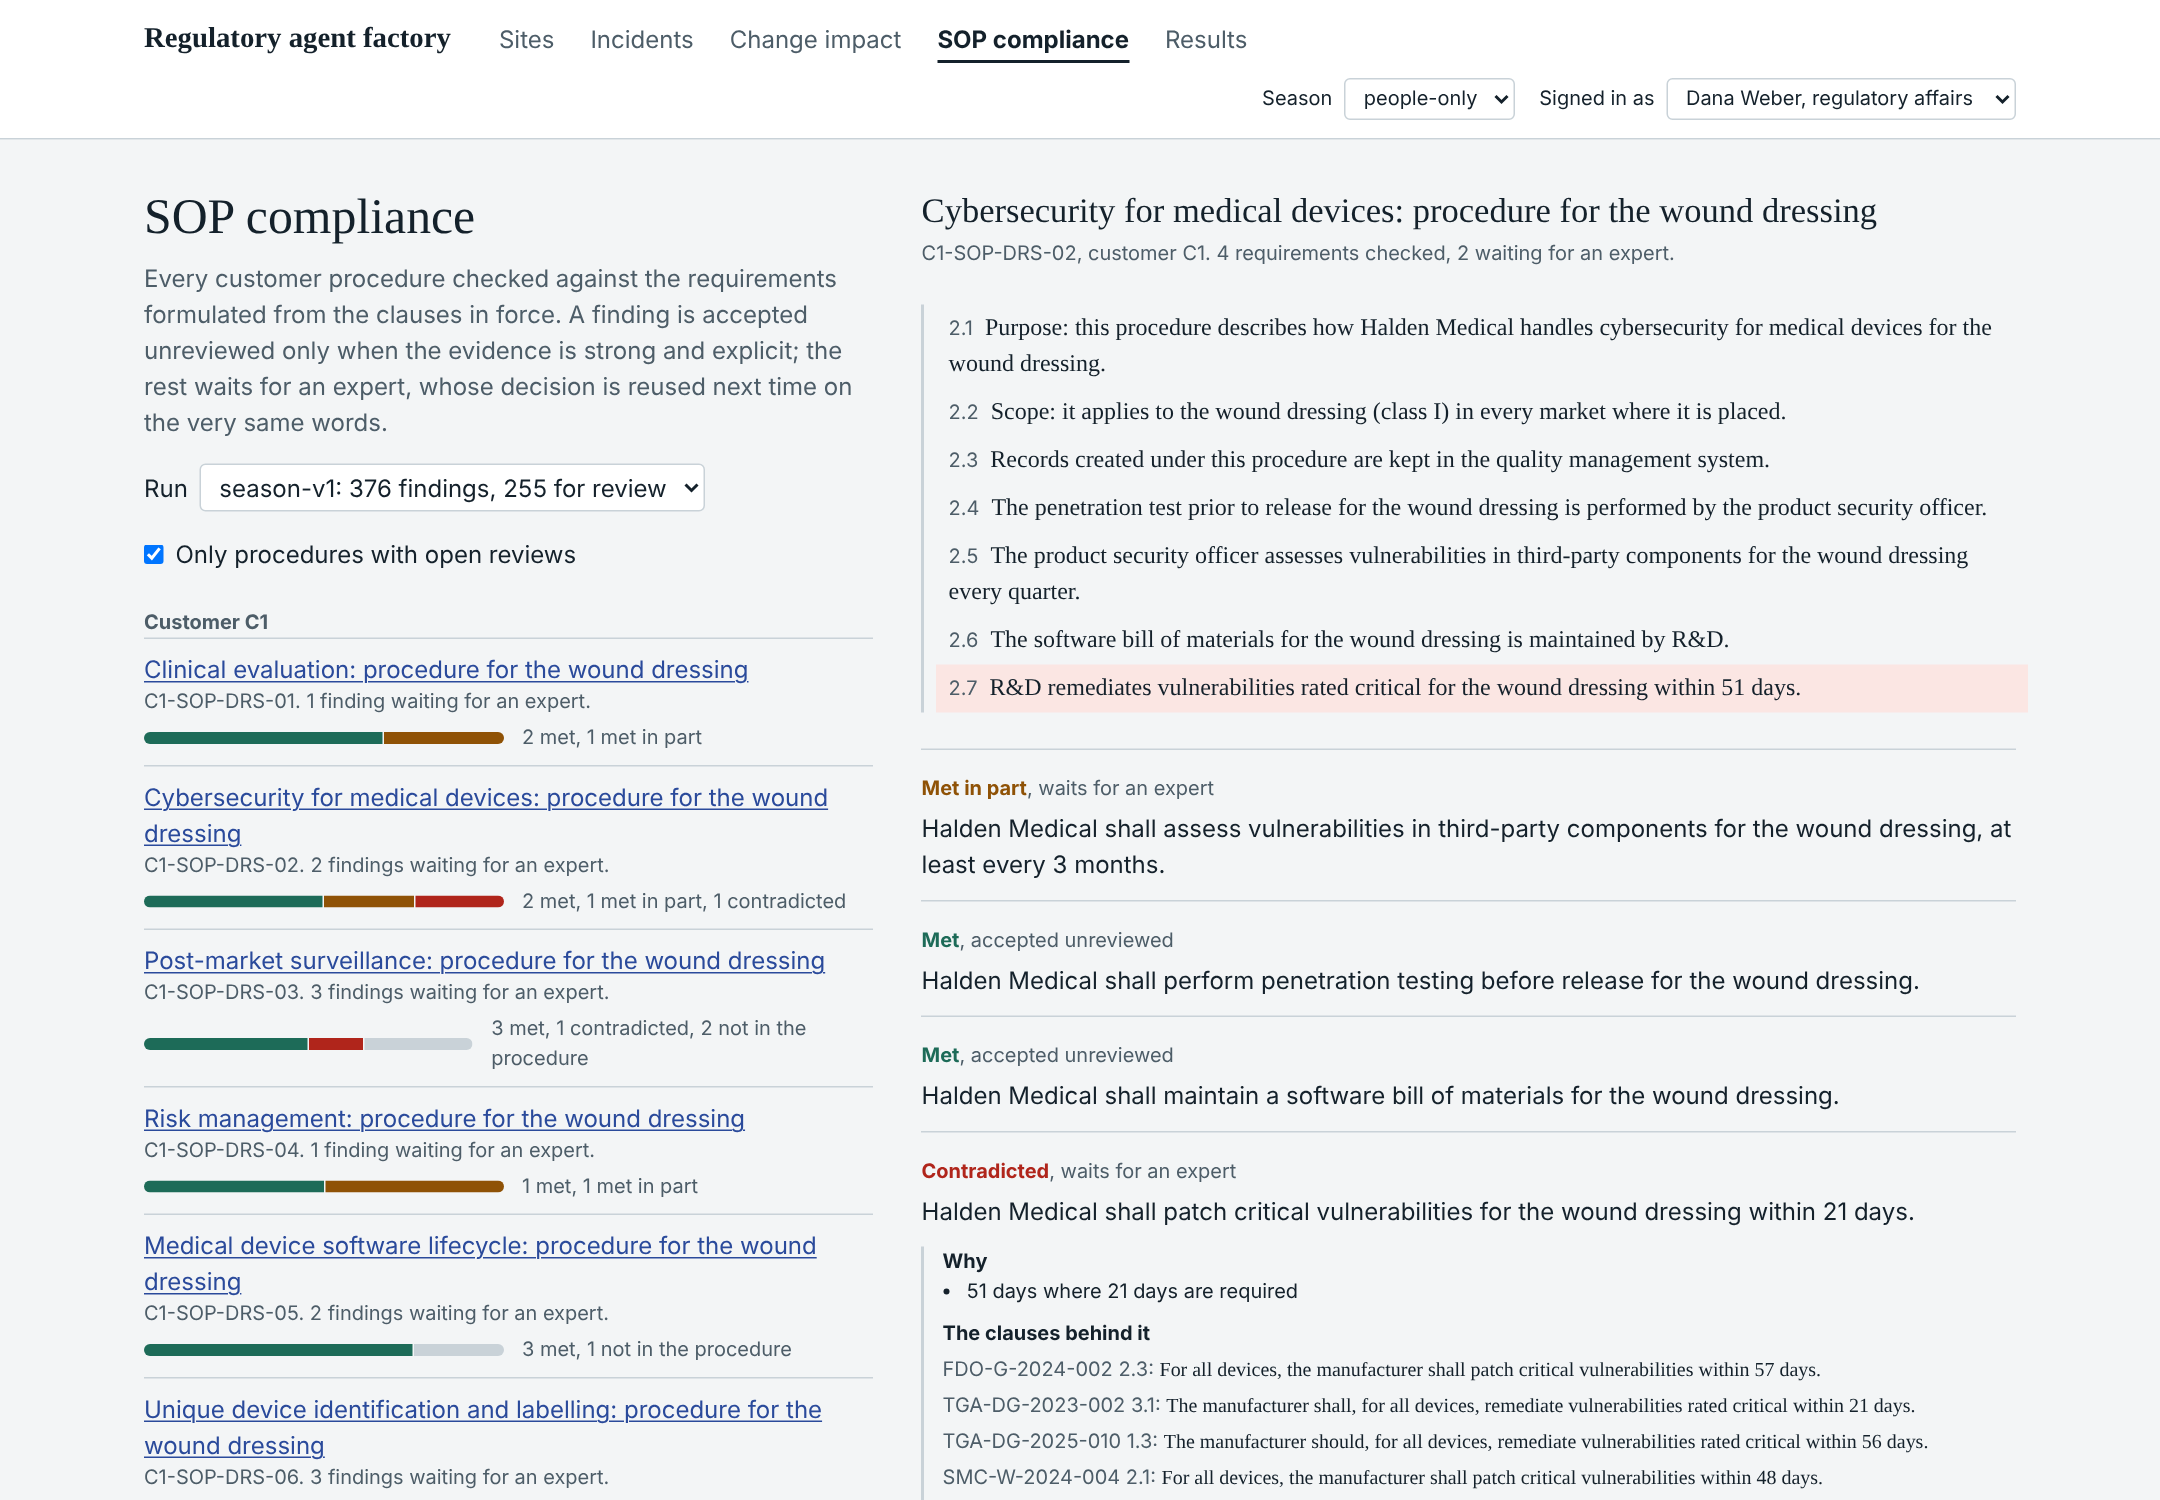 Regulatory agent factory
Sites
Incidents
Change impact
SOP compliance
Results
Season
people-only
Signed in as
Dana Weber, regulatory affairs
SOP compliance
Every customer procedure checked against the requirements
formulated from the clauses in force. A finding is accepted
unreviewed only when the evidence is strong and explicit; the
rest waits for an expert, whose decision is reused next time on
the very same words.
Run
season-v1: 376 findings, 255 for review
Only procedures with open reviews
Customer C1
Clinical evaluation: procedure for the wound dressing
C1-SOP-DRS-01. 1 finding waiting for an expert.
2 met, 1 met in part
Cybersecurity for medical devices: procedure for the wound
dressing
C1-SOP-DRS-02. 2 findings waiting for an expert.
2 met, 1 met in part, 1 contradicted
Post-market surveillance: procedure for the wound dressing
C1-SOP-DRS-03. 3 findings waiting for an expert.
3 met, 1 contradicted, 2 not in the
procedure
Risk management: procedure for the wound dressing
C1-SOP-DRS-04. 1 finding waiting for an expert.
1 met, 1 met in part
Medical device software lifecycle: procedure for the wound
dressing
C1-SOP-DRS-05. 2 findings waiting for an expert.
3 met, 1 not in the procedure
Unique device identification and labelling: procedure for the
wound dressing
C1-SOP-DRS-06. 3 findings waiting for an expert.
Cybersecurity for medical devices: procedure for the wound dressing
C1-SOP-DRS-02, customer C1. 4 requirements checked, 2 waiting for an expert.
2.1 Purpose: this procedure describes how Halden Medical handles cybersecurity for medical devices for the
wound dressing.
2.2 Scope: it applies to the wound dressing (class I) in every market where it is placed.
2.3 Records created under this procedure are kept in the quality management system.
2.4 The penetration test prior to release for the wound dressing is performed by the product security officer.
2.5 The product security officer assesses vulnerabilities in third-party components for the wound dressing
every quarter.
2.6 The software bill of materials for the wound dressing is maintained by R&D.
2.7 R&D remediates vulnerabilities rated critical for the wound dressing within 51 days.
Met in part, waits for an expert
Halden Medical shall assess vulnerabilities in third-party components for the wound dressing, at
least every 3 months.
Met, accepted unreviewed
Halden Medical shall perform penetration testing before release for the wound dressing.
Met, accepted unreviewed
Halden Medical shall maintain a software bill of materials for the wound dressing.
Contradicted, waits for an expert
Halden Medical shall patch critical vulnerabilities for the wound dressing within 21 days.
Why
• 51 days where 21 days are required
The clauses behind it
FDO-G-2024-002 2.3: For all devices, the manufacturer shall patch critical vulnerabilities within 57 days.
TGA-DG-2023-002 3.1: The manufacturer shall, for all devices, remediate vulnerabilities rated critical within 21 days.
TGA-DG-2025-010 1.3: The manufacturer should, for all devices, remediate vulnerabilities rated critical within 56 days.
SMC-W-2024-004 2.1: For all devices, the manufacturer shall patch critical vulnerabilities within 48 days.